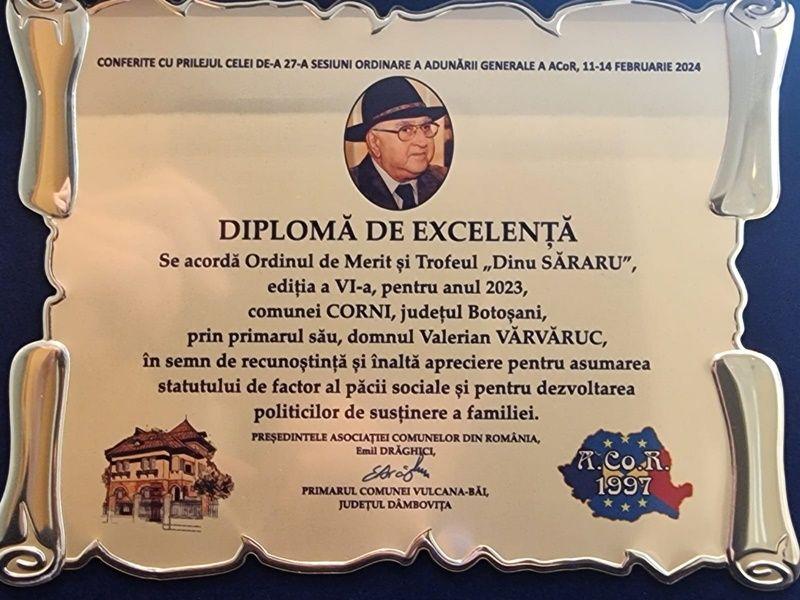 CONFERITE CU PRILEJUL CELEI DE-A 27-A SESIUNI ORDINARE A ADUNĂRII GENERALE A ACoR, 11-14 FEBRUARIE 2024
DIPLOMĂ DE EXCELENȚĂ
Se acordă Ordinul de Merit și Trofeul „Dinu SĂRARU”,
ediția a VI-a, pentru anul 2023,
comunei CORNI, județul Botoșani,
prin primarul său, domnul Valerian VĂRVĂRUC,
în semn de recunoștință și înaltă apreciere pentru asumarea
statutului de factor al păcii sociale și pentru dezvoltarea
politicilor de susținere a familiei.
PREȘEDINTELE ASOCIAȚIEI COMUNELOR DIN ROMÂNIA,
Emil DRĂGHICI,
PRIMARUL COMUNEI VULCANA-BĂI,
JUDEȚUL DÂMBOVIȚA
A.Co.R.
1997